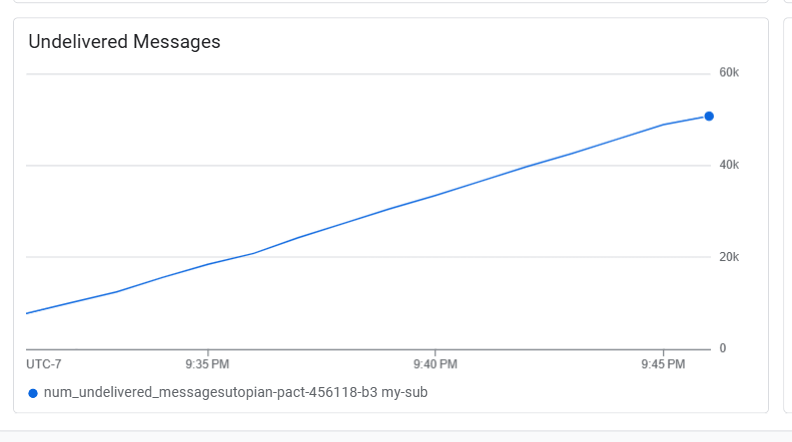 Undelivered Messages
60k
40k
20k
0
UTC-7 9:35 PM 9:40 PM 9:45 PM
num_undelivered_messagesutopian-pact-456118-b3 my-sub